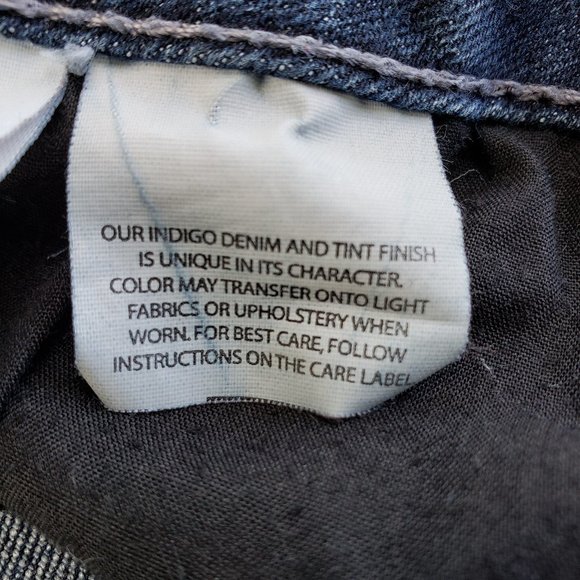 OUR INDIGO DENIM AND TINT FINISH
IS UNIQUE IN ITS CHARACTER.
COLOR MAY TRANSFER ONTO LIGHT
FABRICS OR UPHOLSTERY WHEN
WORN. FOR BEST CARE, FOLLOW
INSTRUCTIONS ON THE CARE LABEL